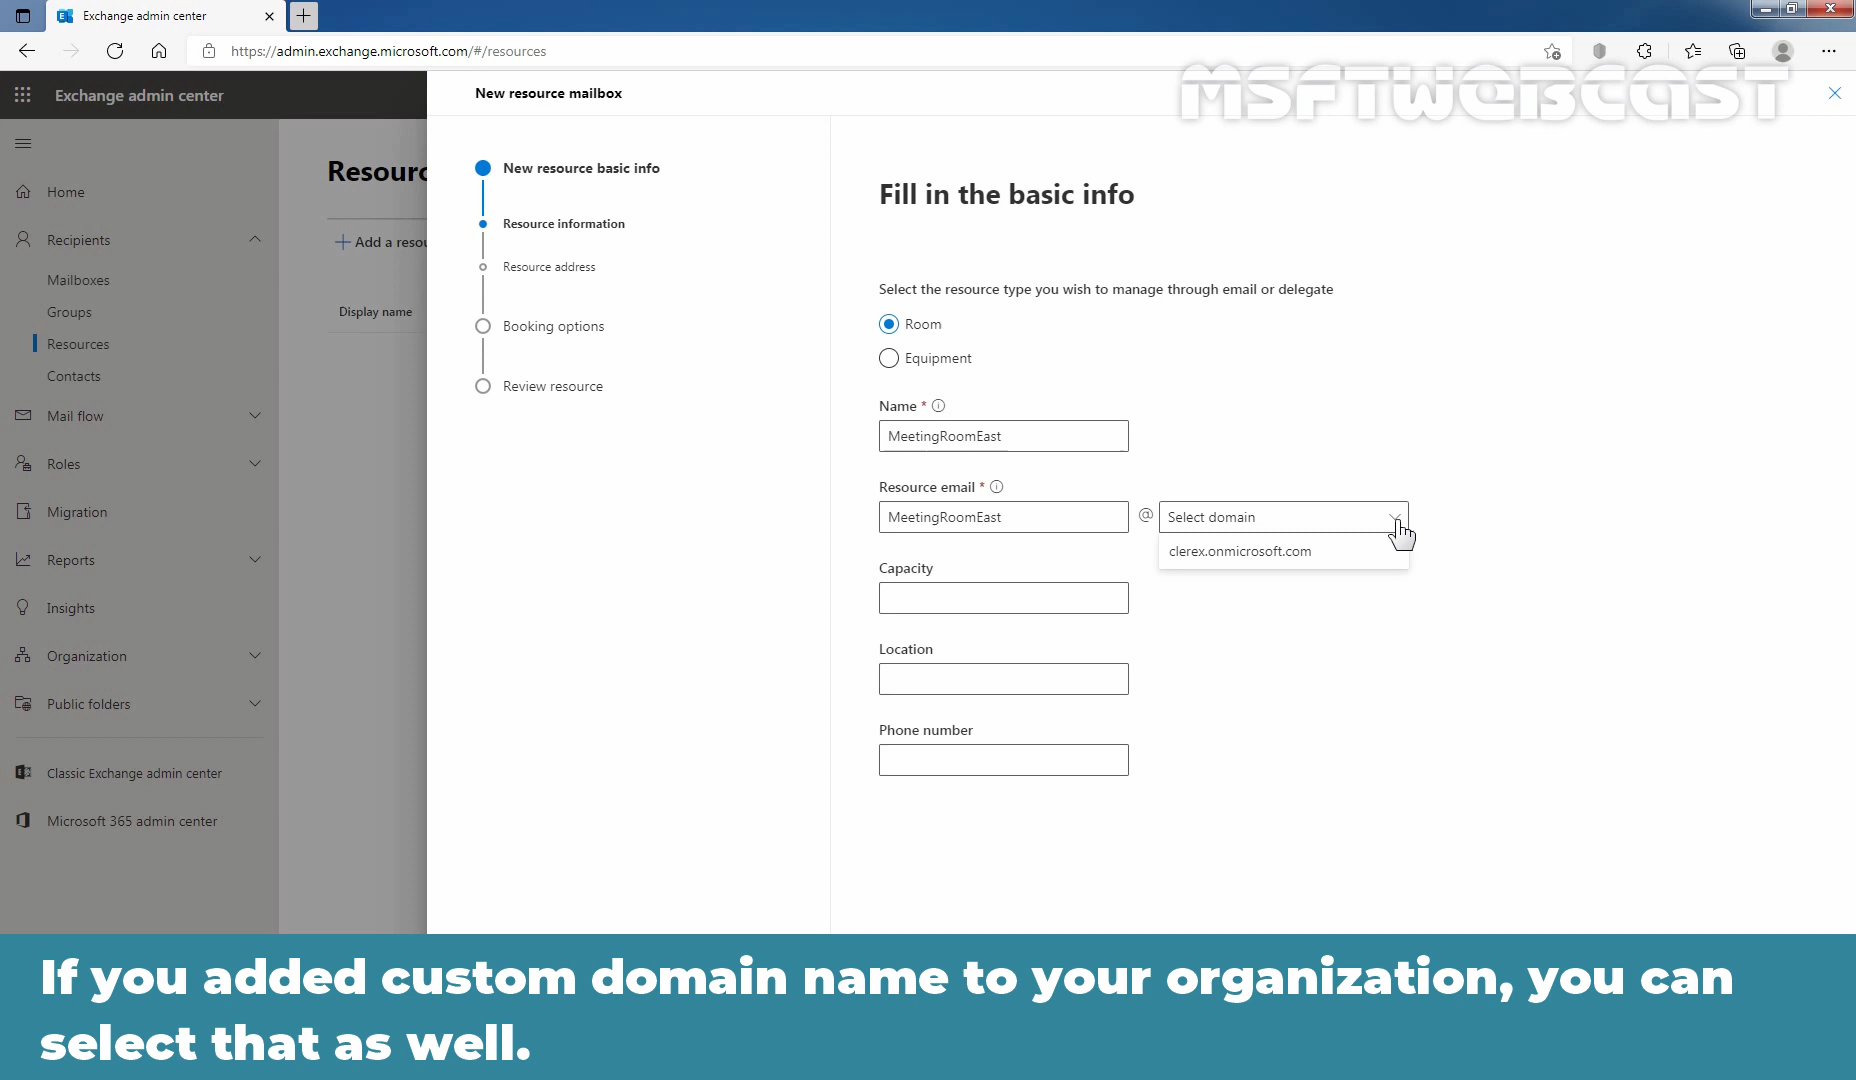 Exchange admin center
https://admin.exchange.microsoft.com/#/resources
MSFTWEBCAST
Exchange admin center
New resource mailbox
Home
Recipients
Mailboxes
Groups
Resources
Contacts
Mail flow
Roles
Migration
Reports
Insights
Organization
Public folders
Classic Exchange admin center
Microsoft 365 admin center
Resourc
Add a resou
Display name
New resource basic info
Resource information
Resource address
Booking options
Review resource
Fill in the basic info
Select the resource type you wish to manage through email or delegate
Room
Equipment
Name *
MeetingRoomEast
Resource email *
MeetingRoomEast @ Select domain
clerex.onmicrosoft.com
Capacity
Location
Phone number
If you added custom domain name to your organization, you can
select that as well.